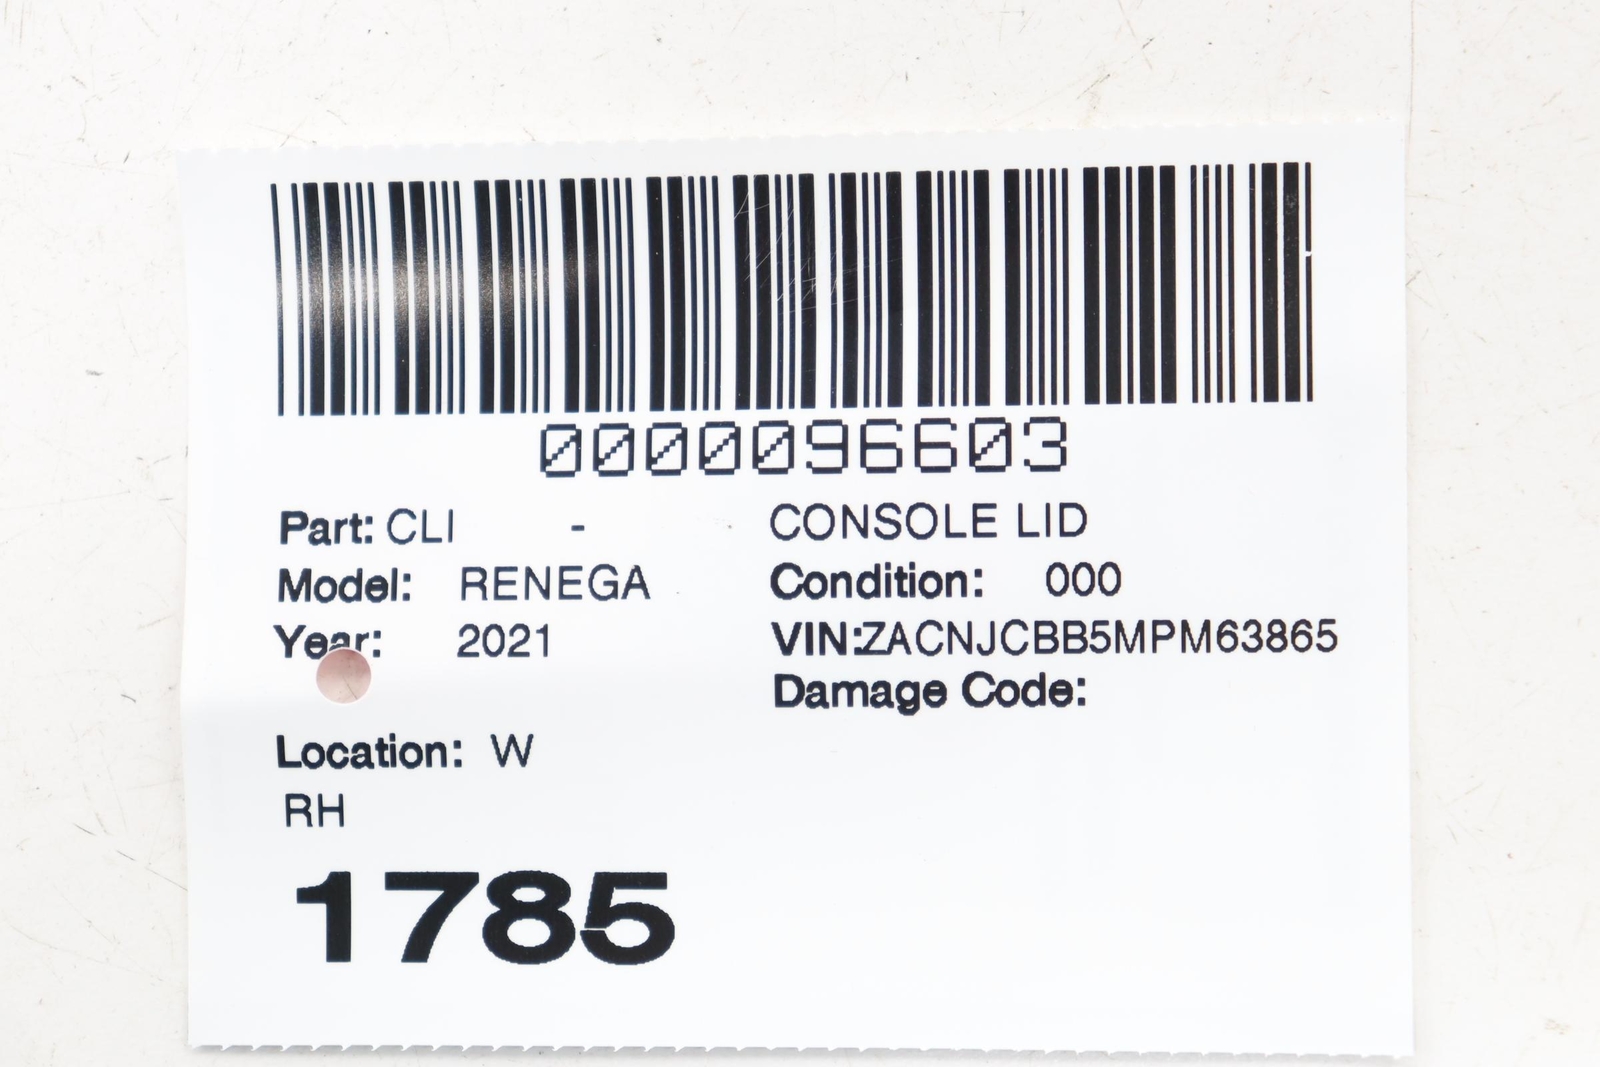 0000096603
Part: CLI - CONSOLE LID
Model: RENEGA Condition: 000
Year: 2021 VIN:ZACNJCBB5MPM63865
Damage Code:
Location: W
RH
1785